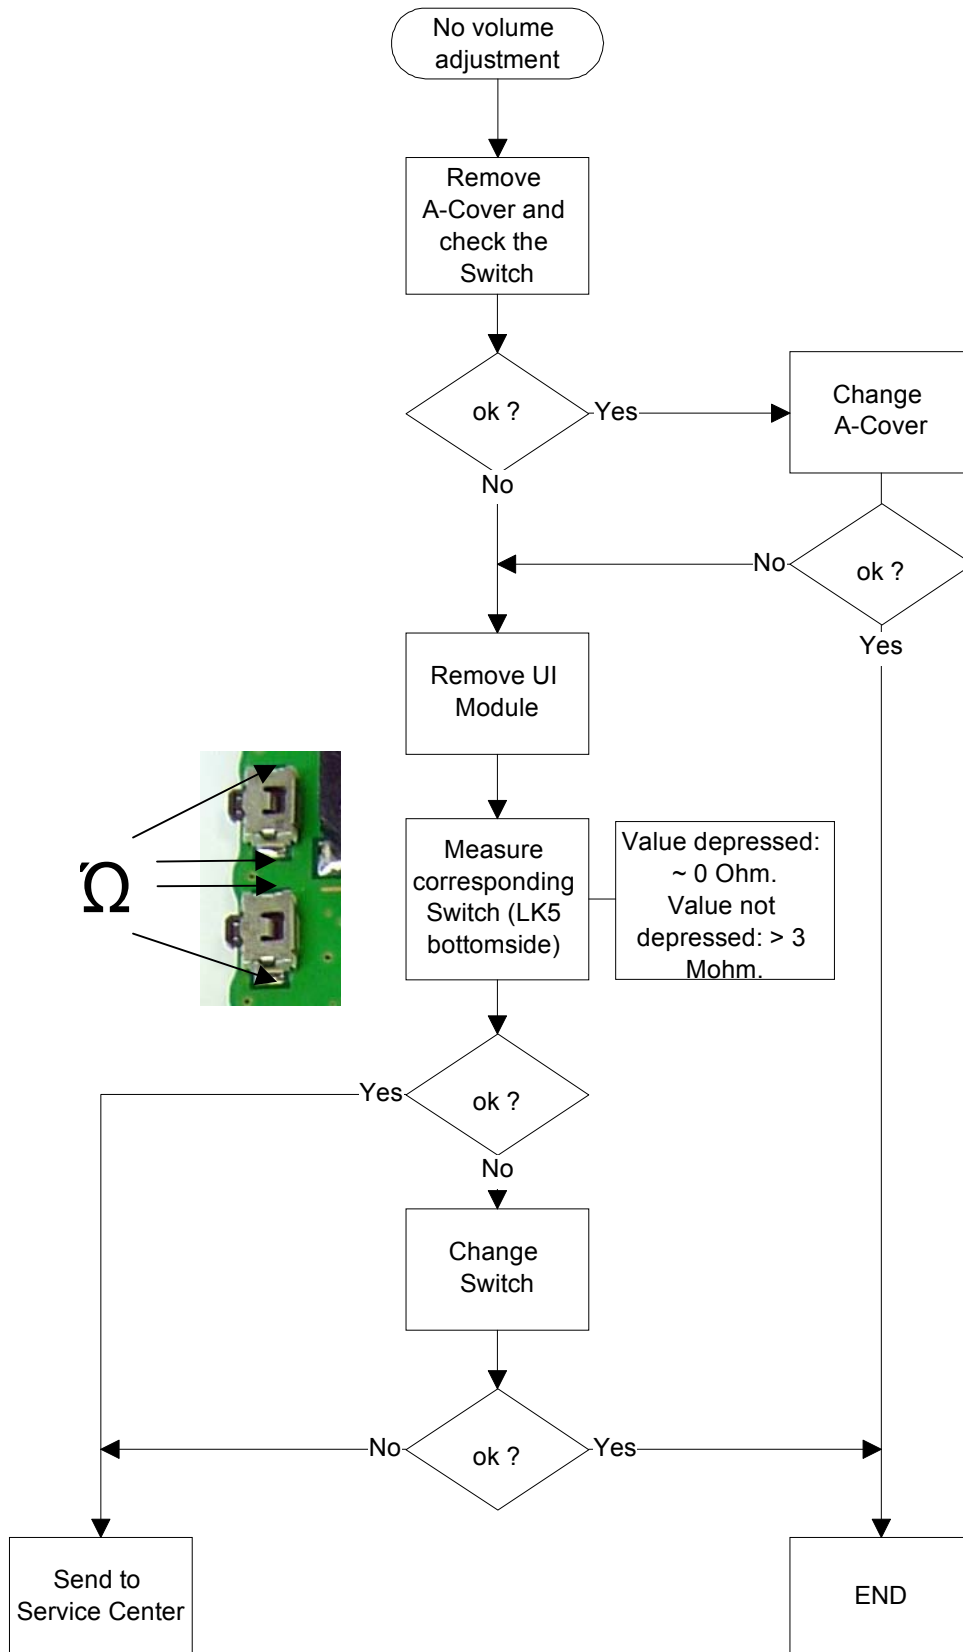 No volume
adjustment
Remove
A-Cover and
check the
Switch
ok ?
Yes
Change
A-Cover
No
No
ok ?
Yes
Remove UI
Module
Ω
Measure
corresponding
Switch (LK5
bottomside)
Value depressed:
~ 0 Ohm.
Value not
depressed: > 3
Mohm.
Yes
ok ?
No
Change
Switch
No
ok ?
Yes
Send to
Service Center
END